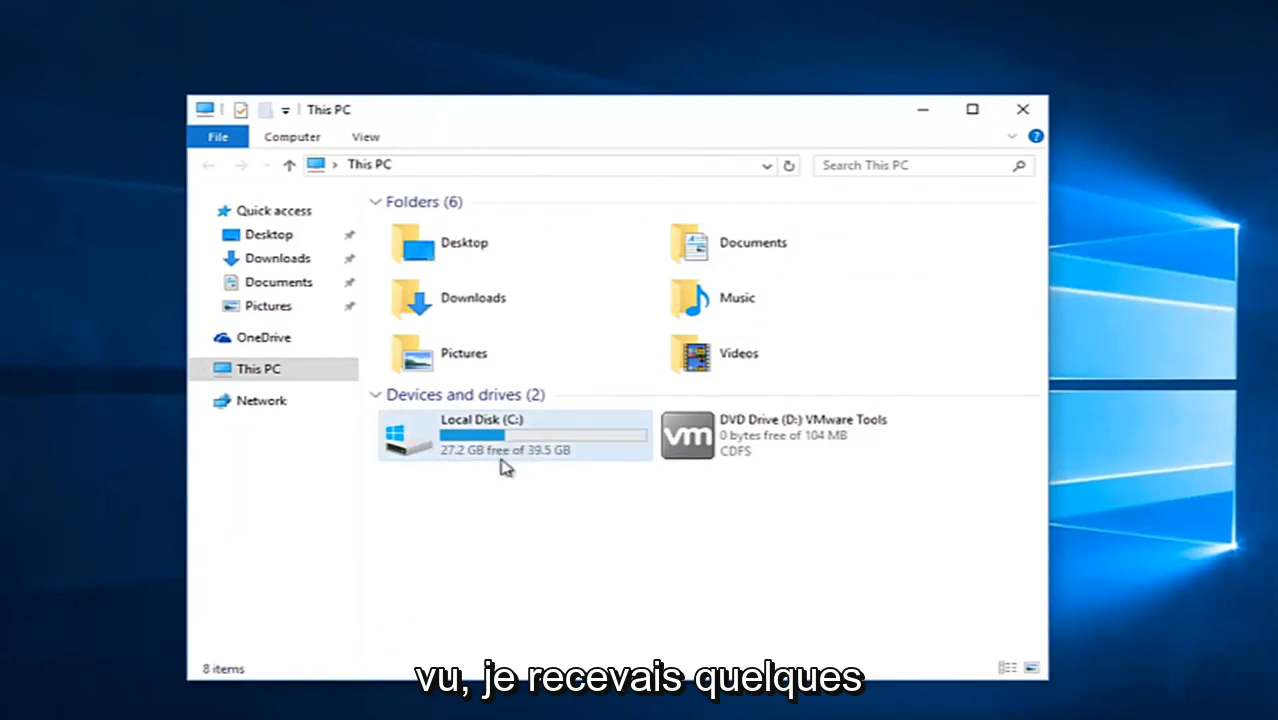 This PC
File Computer View
This PC
Search This PC
Quick access
Desktop
Downloads
Documents
Pictures
OneDrive
This PC
Network
Folders (6)
Desktop
Documents
Downloads
Music
Pictures
Videos
Devices and drives (2)
Local Disk (C:)
27.2 GB free of 39.5 GB
vm
DVD Drive (D:) VMware Tools
0 bytes free of 104 MB
CDFS
8 items
vu, je recevais quelques